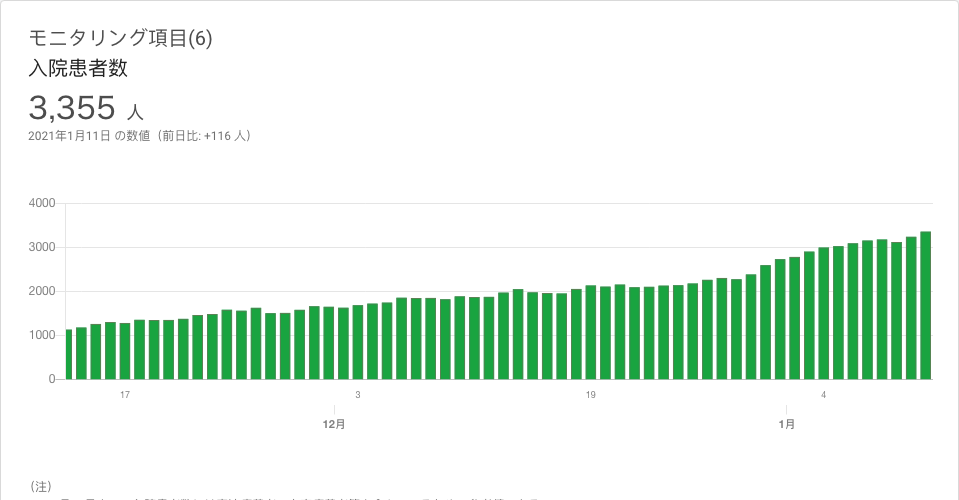 モニタリング項目(6)
入院患者数
3,355 人
2021年1月11日 の数値（前日比: +116 人）
4000
3000
2000
1000
0
17 3 19 4
12月 1月
（注）